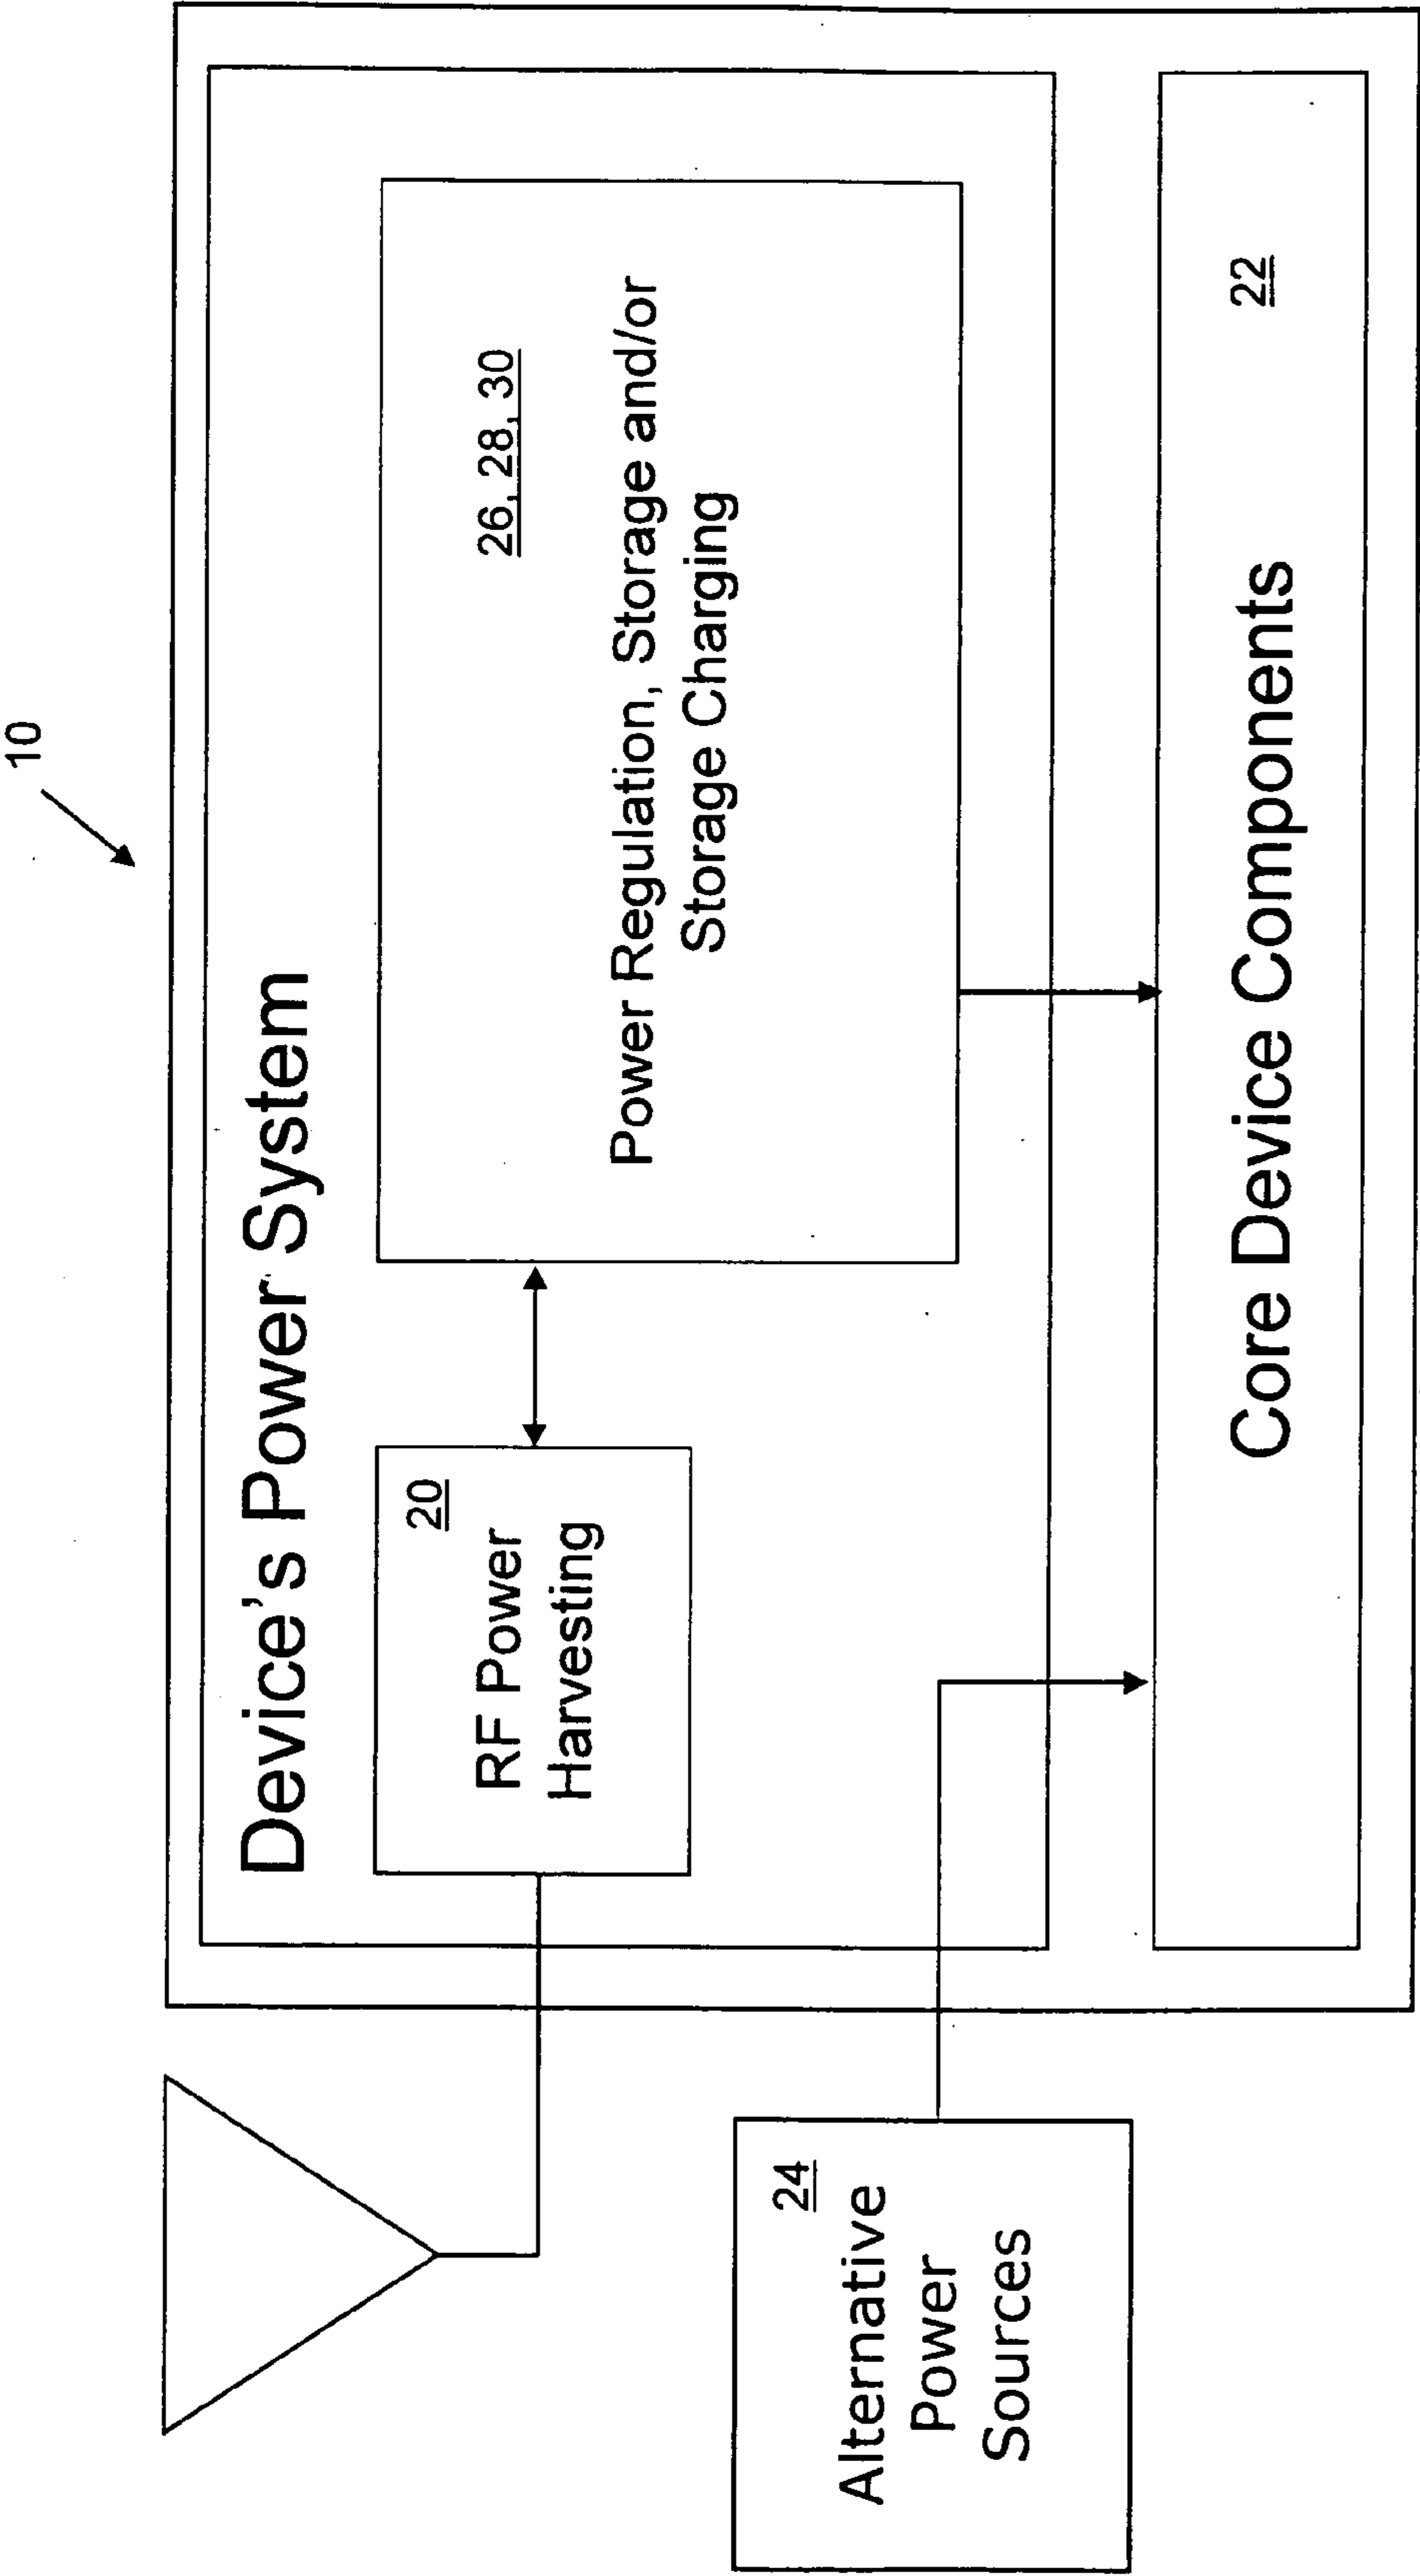 10
Device's Power System
20
RF Power
Harvesting
26, 28, 30
Power Regulation, Storage and/or
Storage Charging
24
Alternative
Power
Sources
22
Core Device Components